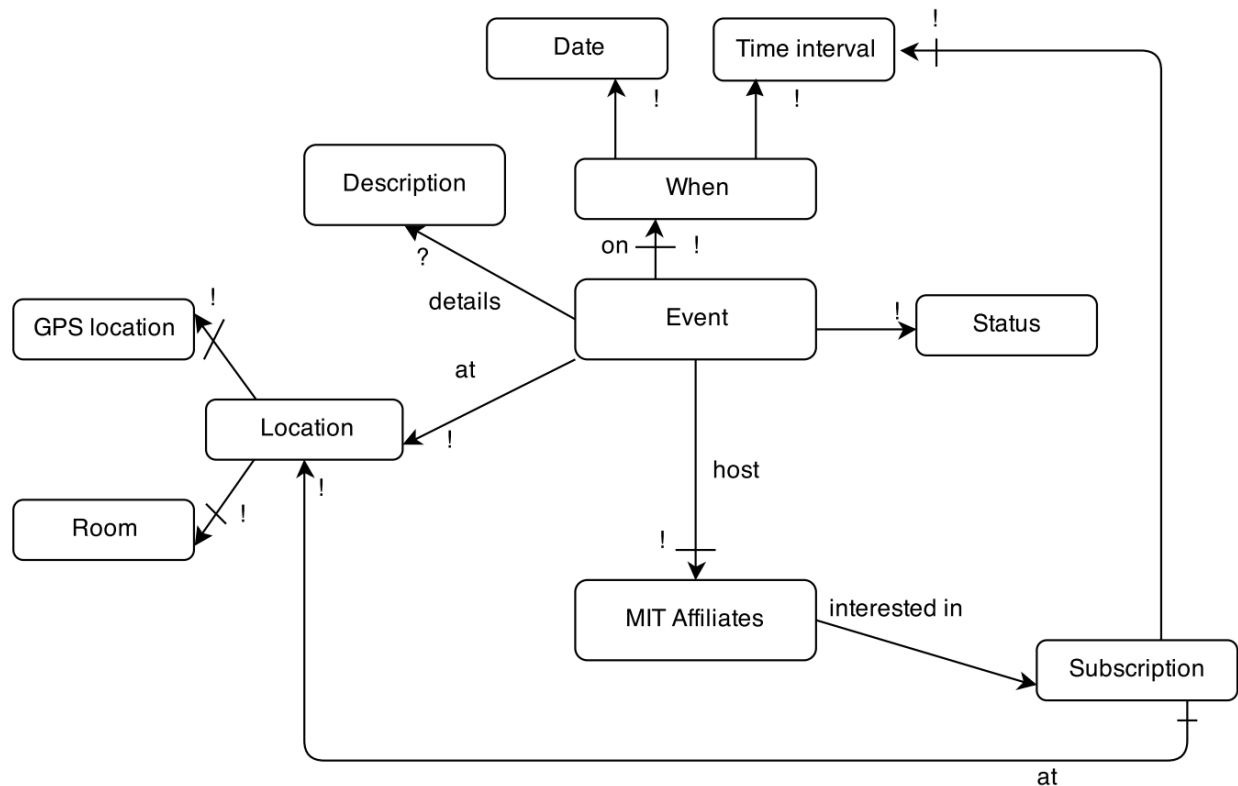 !
Date
Time interval
!
!
Description
When
on
!
?
details
!
Event
!
Status
GPS location
at
Location
!
!
host
!
Room
!
MIT Affiliates
interested in
Subscription
at